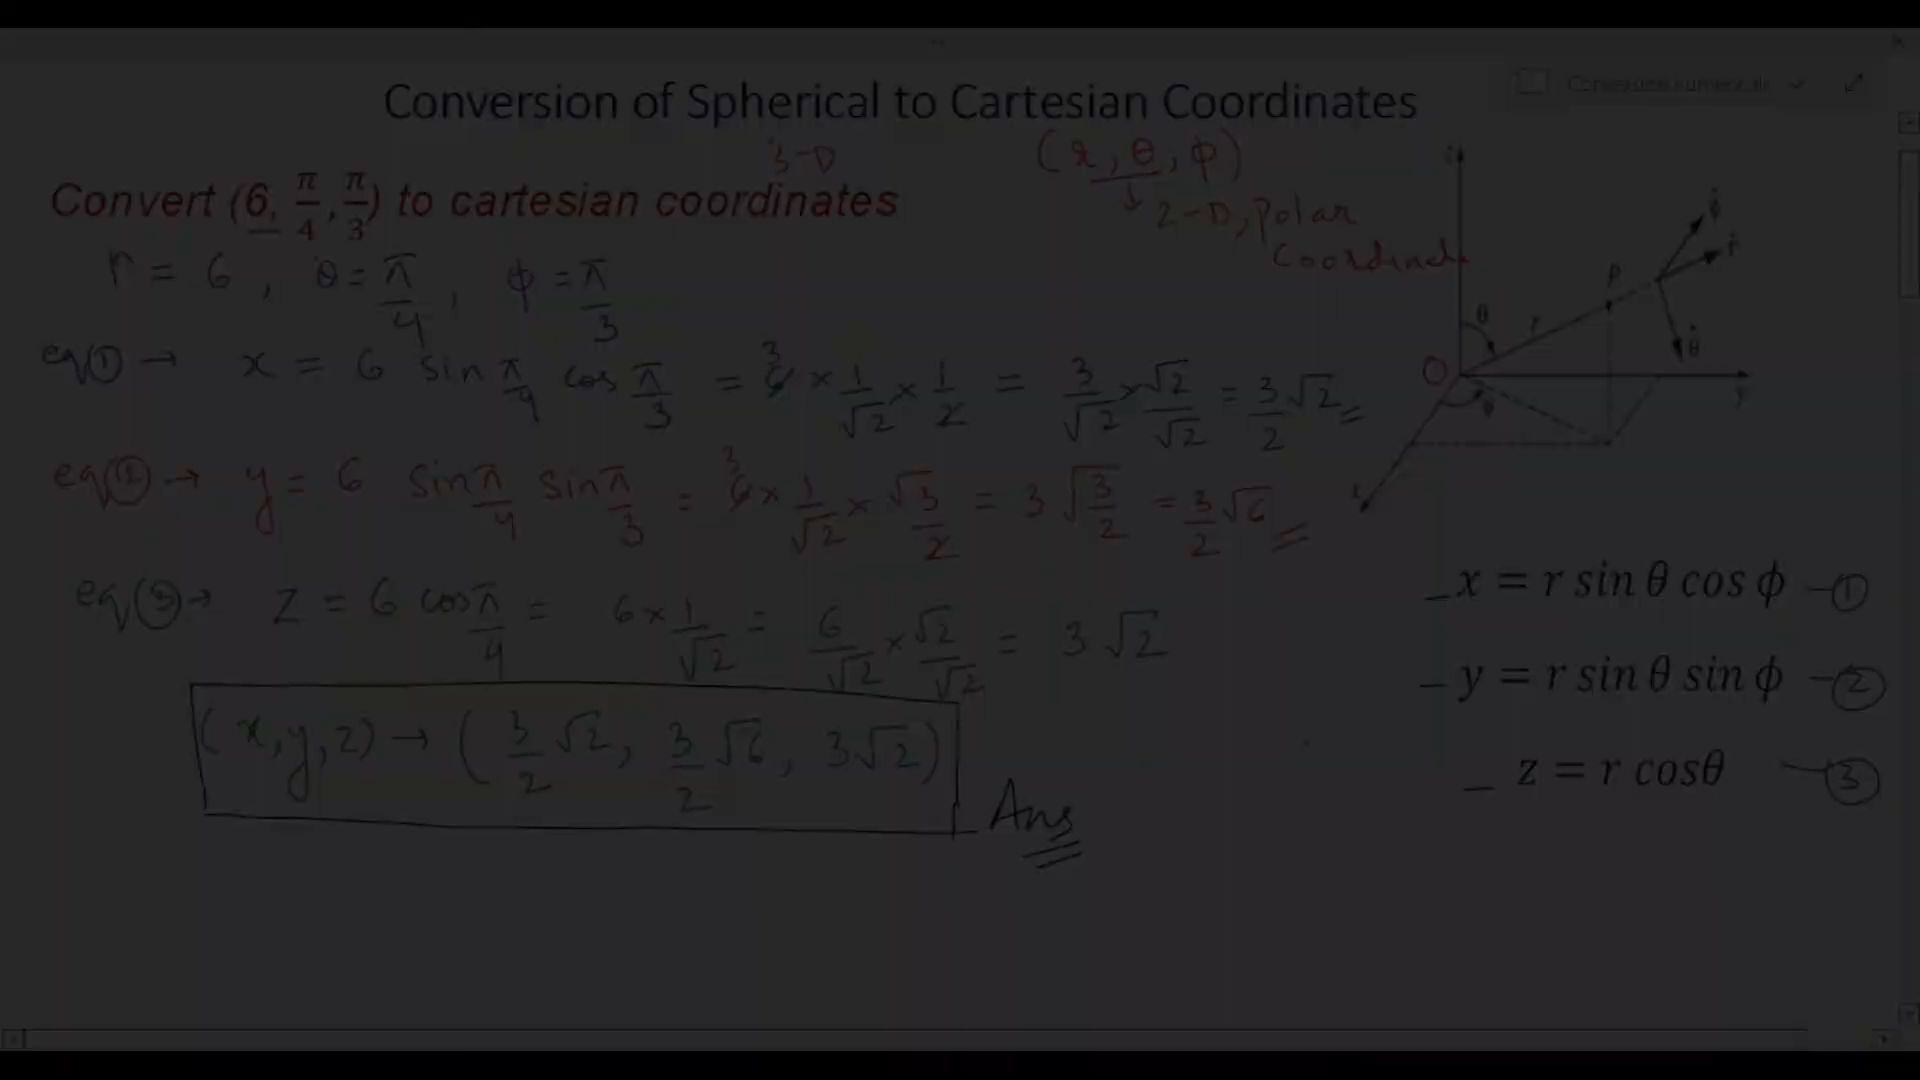 Conversion of Spherical to Cartesian Coordinates
3-D
(r, θ, φ)
Convert (6, π/4, π/3) to cartesian coordinates
↓ 2-D, polar
Coordinate
r = 6, θ = π/4, φ = π/3
eq① → x = 6 sin π/4 cos π/3 = 6 3 × 1/√2 × 1/2 = 3/√2 × √2/√2 = 3/2 √2
eq② → y = 6 sin π/4 sin π/3 = 6 3 × 1/√2 × √3/2 = 3 √3/2 = 3/2 √6
eq③ → z = 6 cos π/4 = 6 × 1/√2 = 6/√2 × √2/√2 = 3√2
(x, y, z) → (3/2 √2, 3/2 √6, 3√2)
Ans
θ
r
P
O
x = r sin θ cos ϕ — ①
y = r sin θ sin ϕ — ②
z = r cosθ — ③